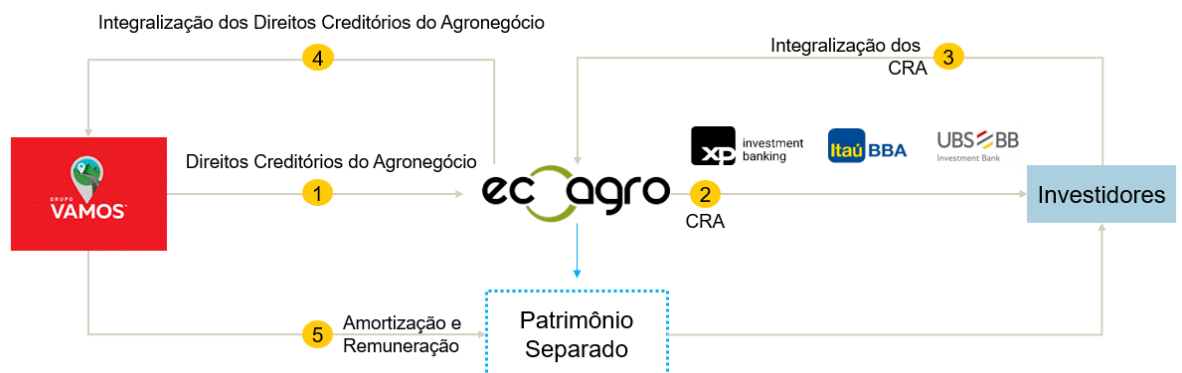 Integralização dos Direitos Creditórios do Agronegócio
4
Integralização dos
CRA
3
xp investment
banking
Itaú BBA
UBS BB
Investment Bank
GRUPO
VAMOS
Direitos Creditórios do Agronegócio
1
ecoagro
2
CRA
Investidores
5
Amortização e
Remuneração
Patrimônio
Separado